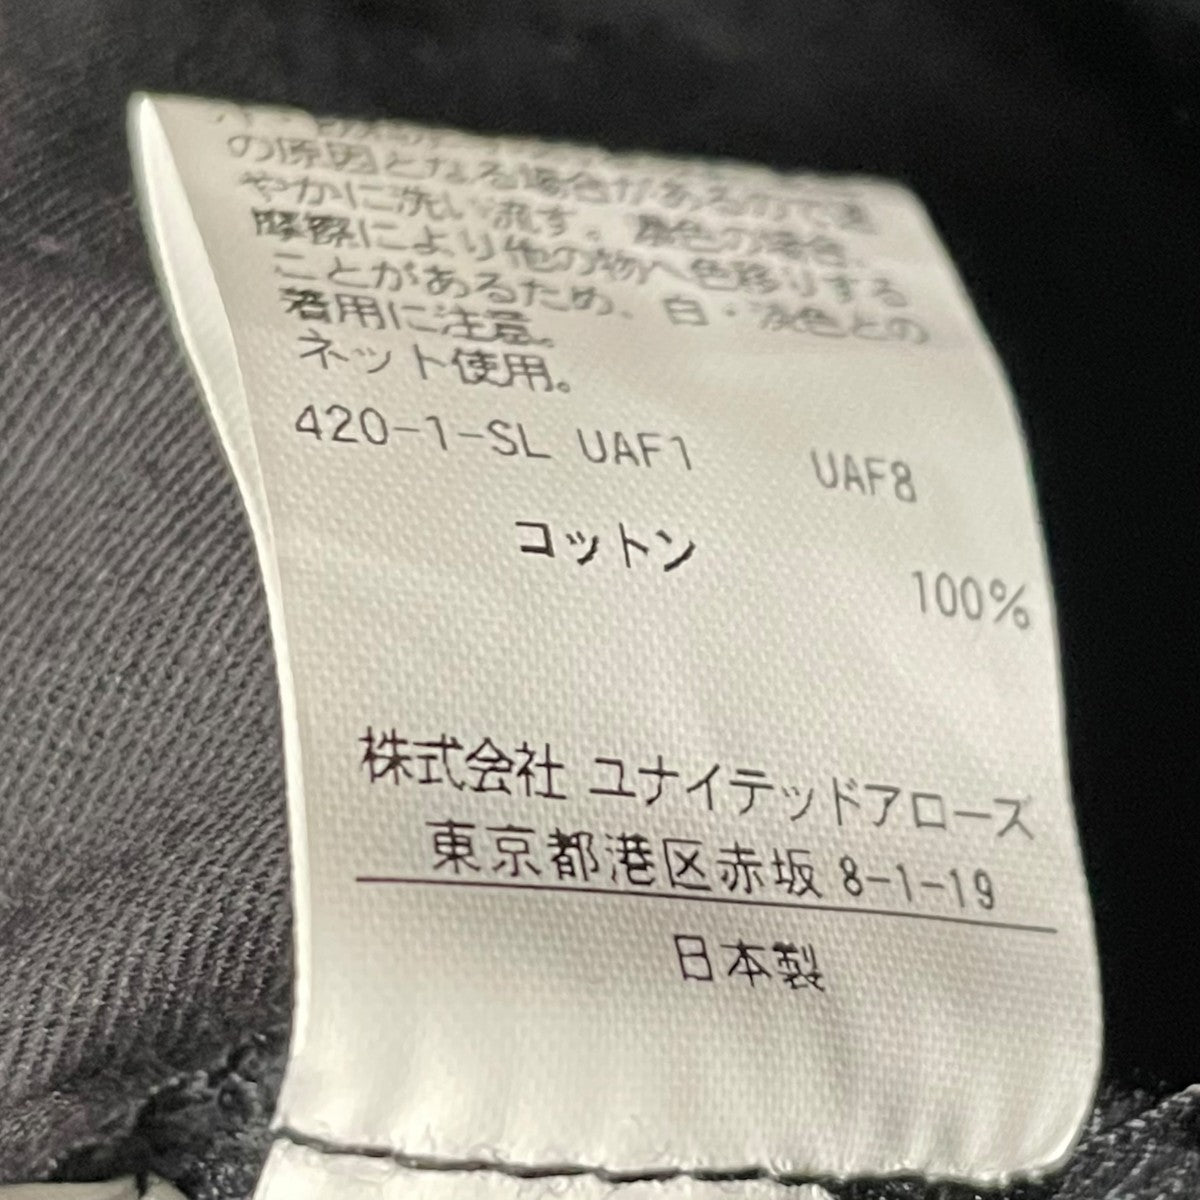 の原因となる場合があるので速
やかに洗い流す。濃色の場合、
摩擦により他の物へ色移りする
ことがあるため、白・淡色との
着用に注意。
ネット使用。
420-1-SL UAF1 UAF8
コットン
100%
株式会社 ユナイテッドアローズ
東京都港区赤坂 8-1-19
日本製